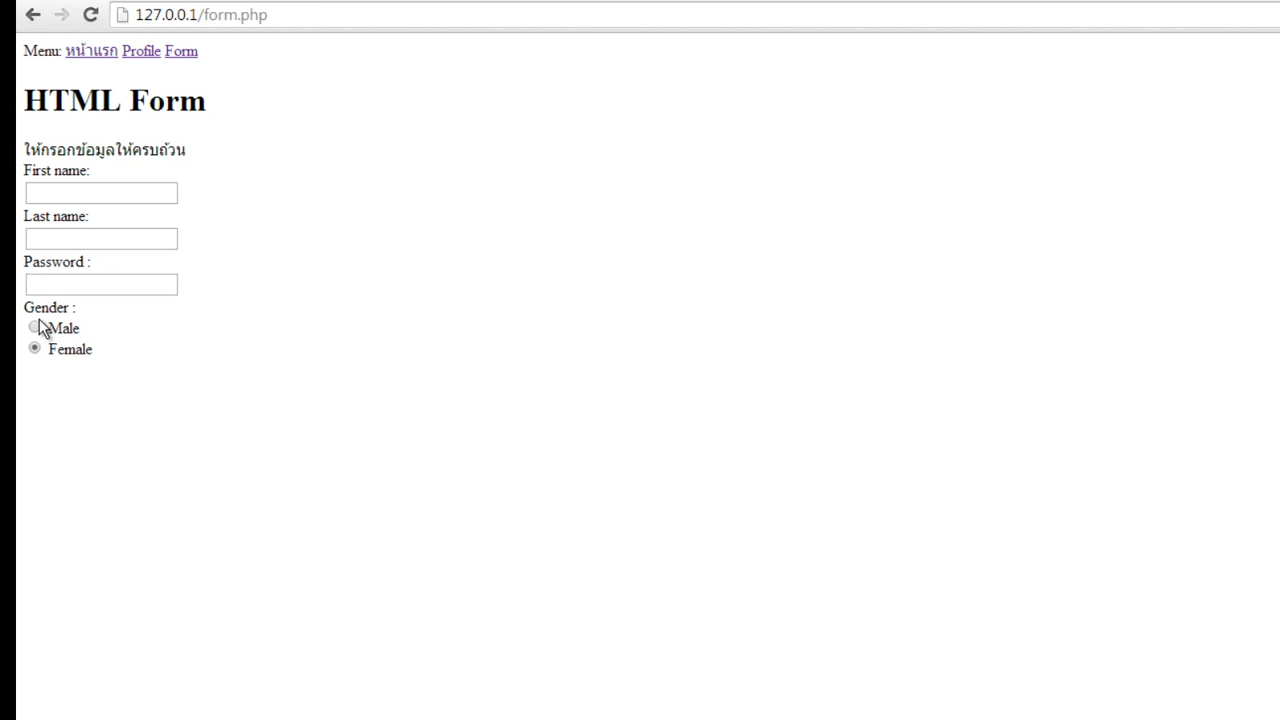 127.0.0.1/form.php
Menu: หน้าแรก Profile Form
HTML Form
ให้กรอกข้อมูลให้ครบถ้วน
First name:
Last name:
Password :
Gender :
Male
Female